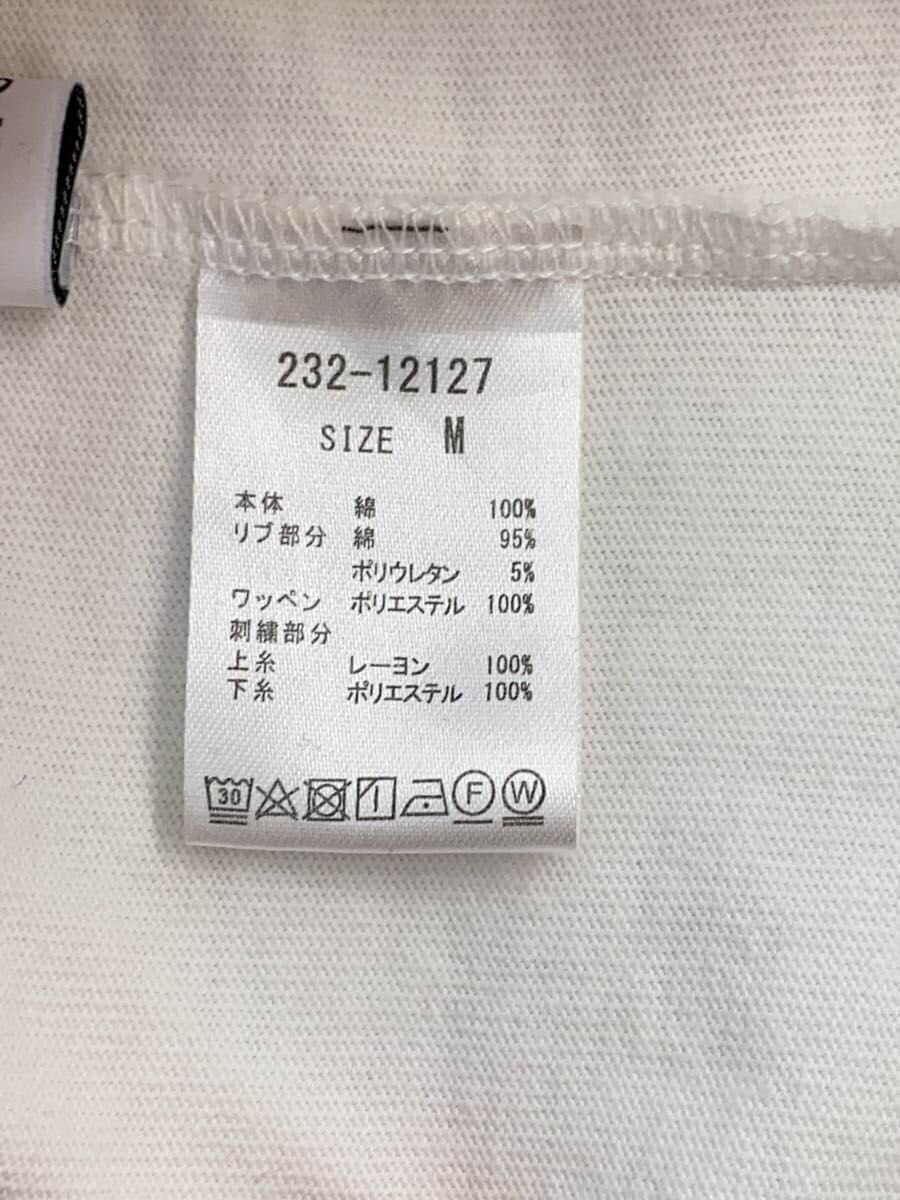 232-12127
SIZE M
本体 綿 100%
リブ部分 綿 95%
ポリウレタン 5%
ワッペン ポリエステル 100%
刺繍部分
上糸 レーヨン 100%
下糸 ポリエステル 100%
30 F W